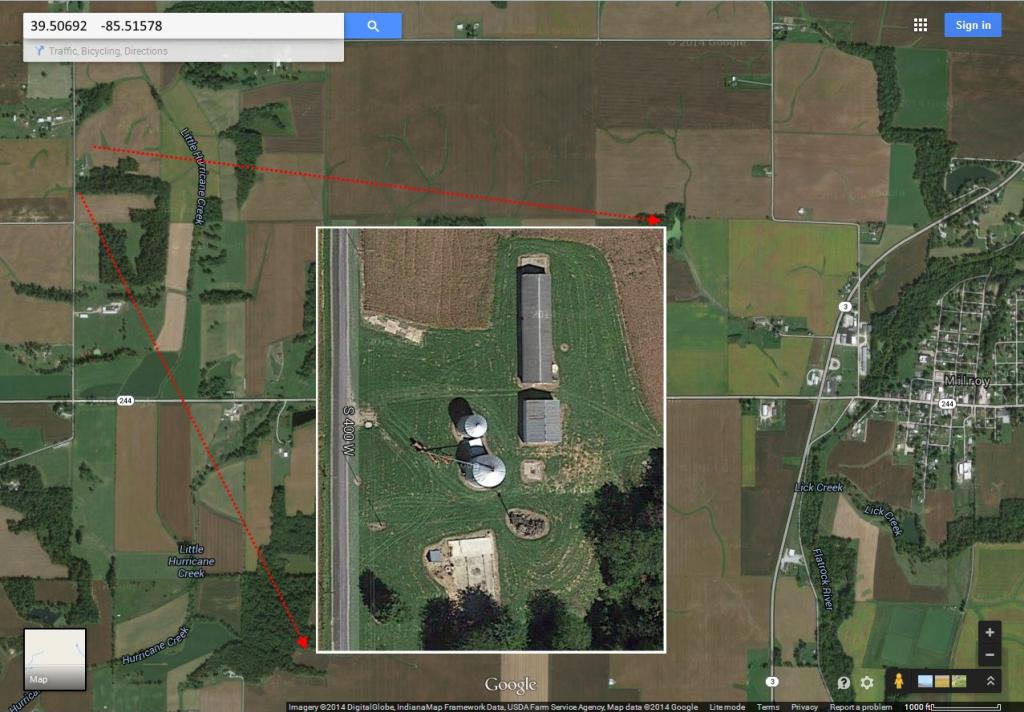 39.50692 -85.51578
Sign in
Traffic, Bicycling, Directions
© 2014 Google
Little Hurricane Creek
3
244
Milroy
244
S 400 W
Lick Creek
Lick Creek
Little
Hurricane
Creek
Flatrock River
Hurricane Creek
Map
Google
3
Imagery ©2014 DigitalGlobe, IndianaMap Framework Data, USDA Farm Service Agency, Map data ©2014 Google Lite mode Terms Privacy Report a problem 1000 ft